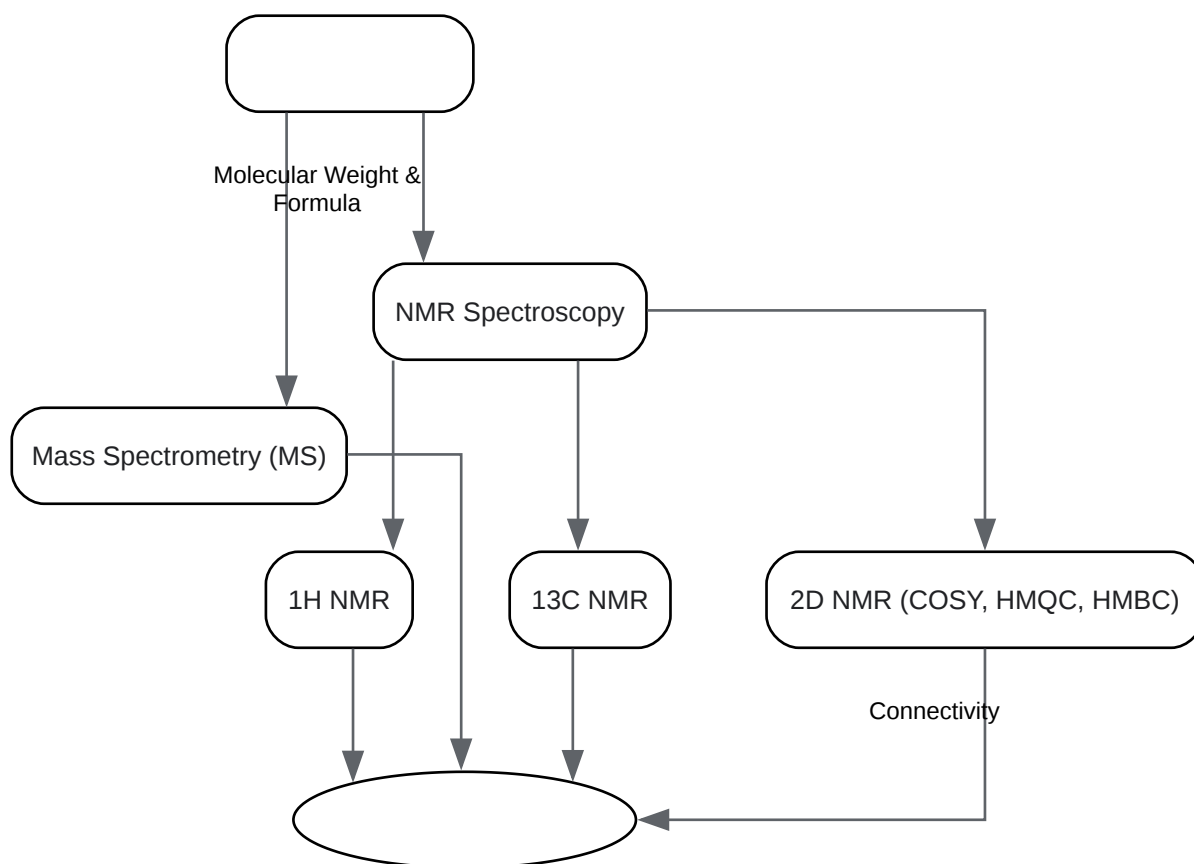 Molecular Weight &
Formula
NMR Spectroscopy
Mass Spectrometry (MS)
1H NMR
13C NMR
2D NMR (COSY, HMQC, HMBC)
Connectivity